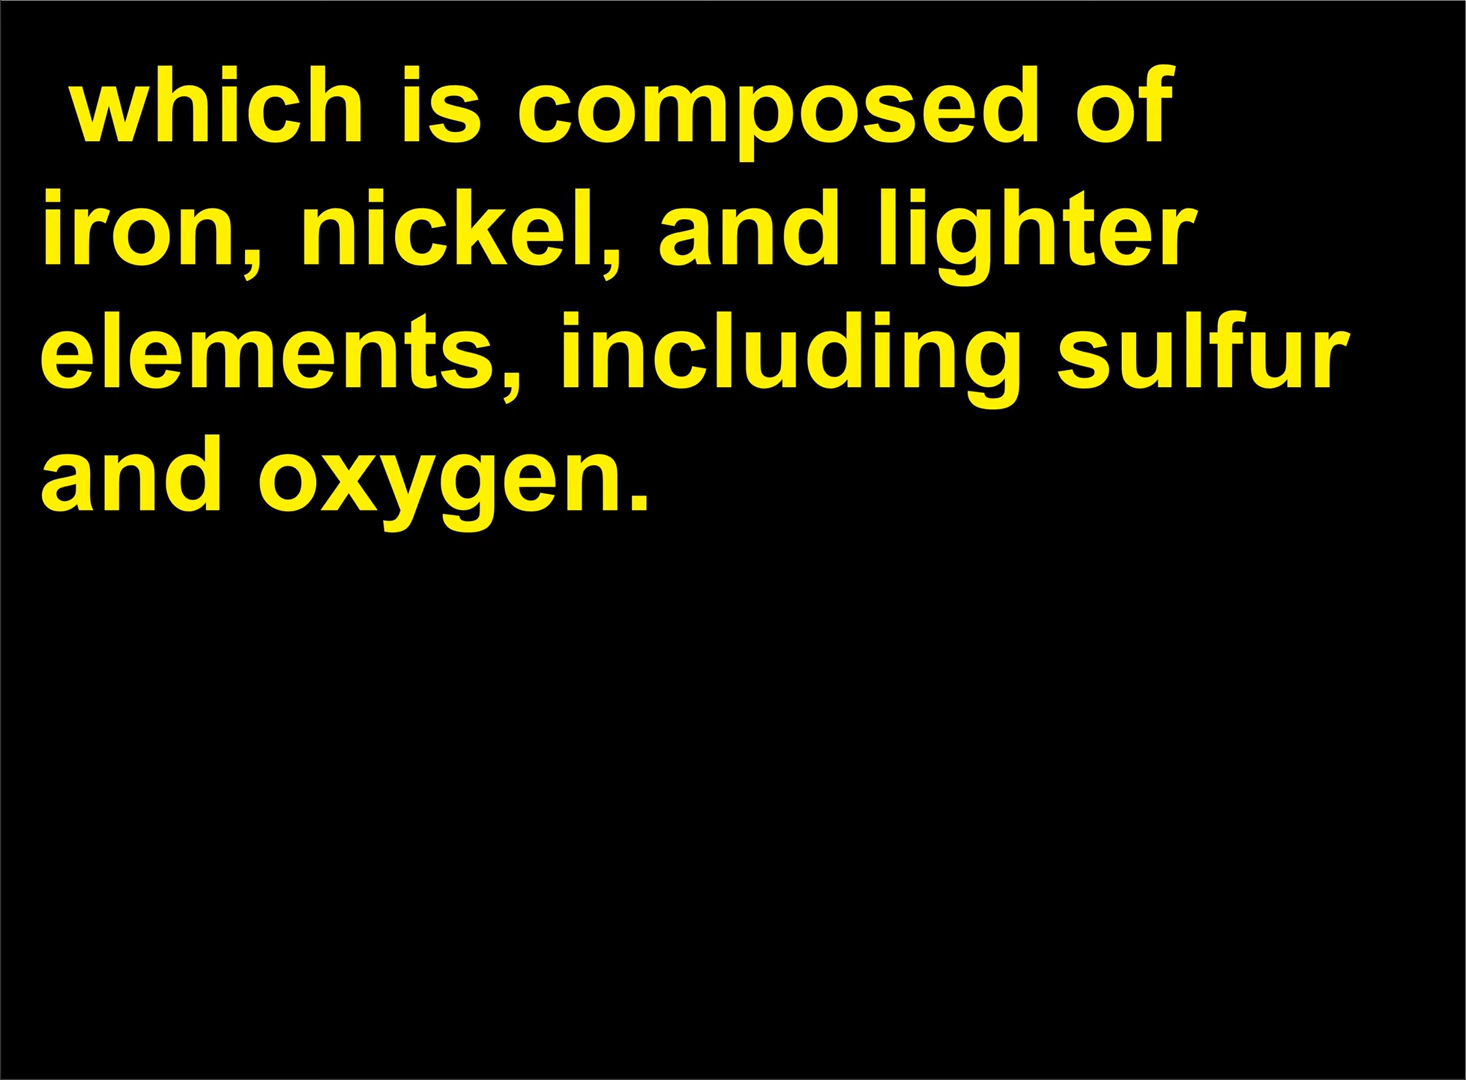 which is composed of
iron, nickel, and lighter
elements, including sulfur
and oxygen.